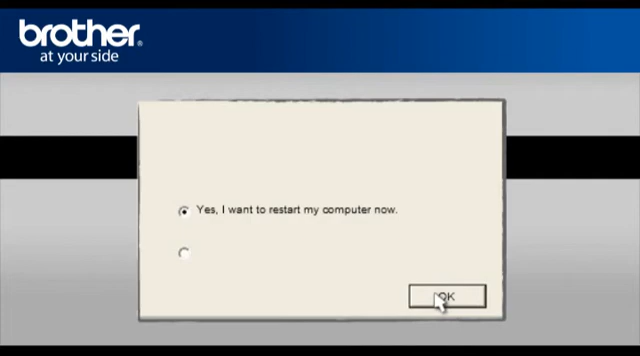 brother
at your side
Yes, I want to restart my computer now.
OK